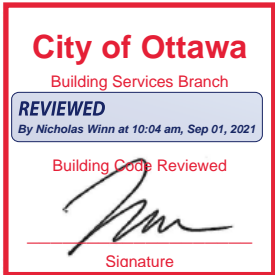 City of Ottawa
Building Services Branch
REVIEWED
By Nicholas Winn at 10:04 am, Sep 01, 2021
Building Code Reviewed
Signature